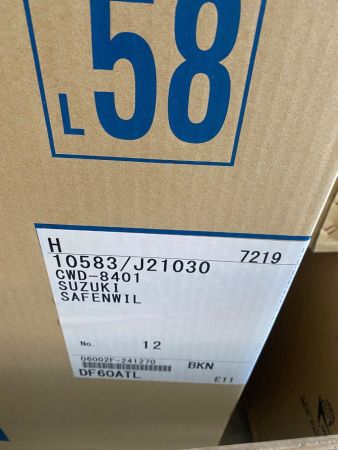 L 58
H
10583/J21030 7219
CWD-8401
SUZUKI
SAFENWIL
No. 12
06002F-241270 BKN
DF60ATL E11